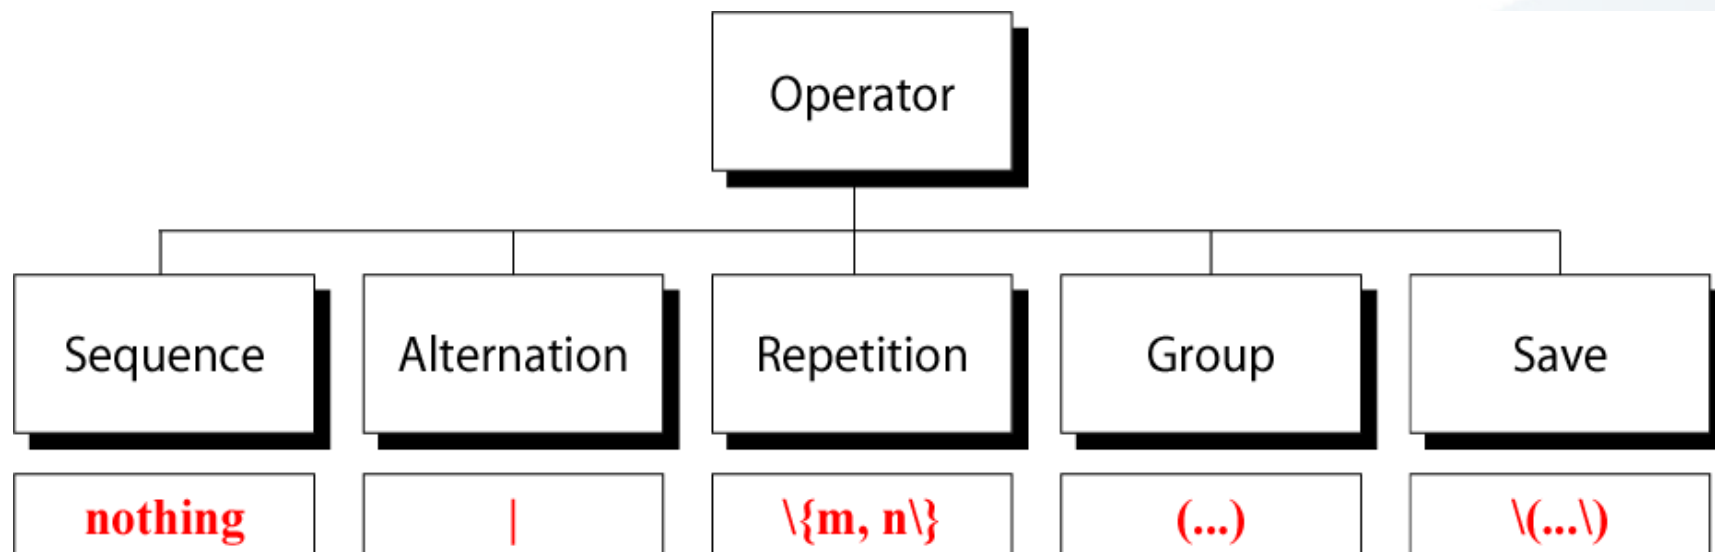 Operator
Sequence Alternation Repetition Group Save
nothing | \{m, n\} (...) \(...\)